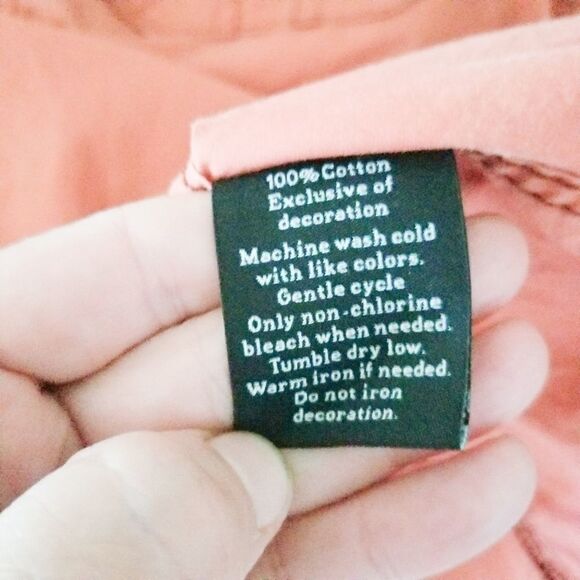 100% Cotton
Exclusive of
decoration
Machine wash cold
with like colors.
Gentle cycle
Only non-chlorine
bleach when needed.
Tumble dry low.
Warm iron if needed.
Do not iron
decoration.